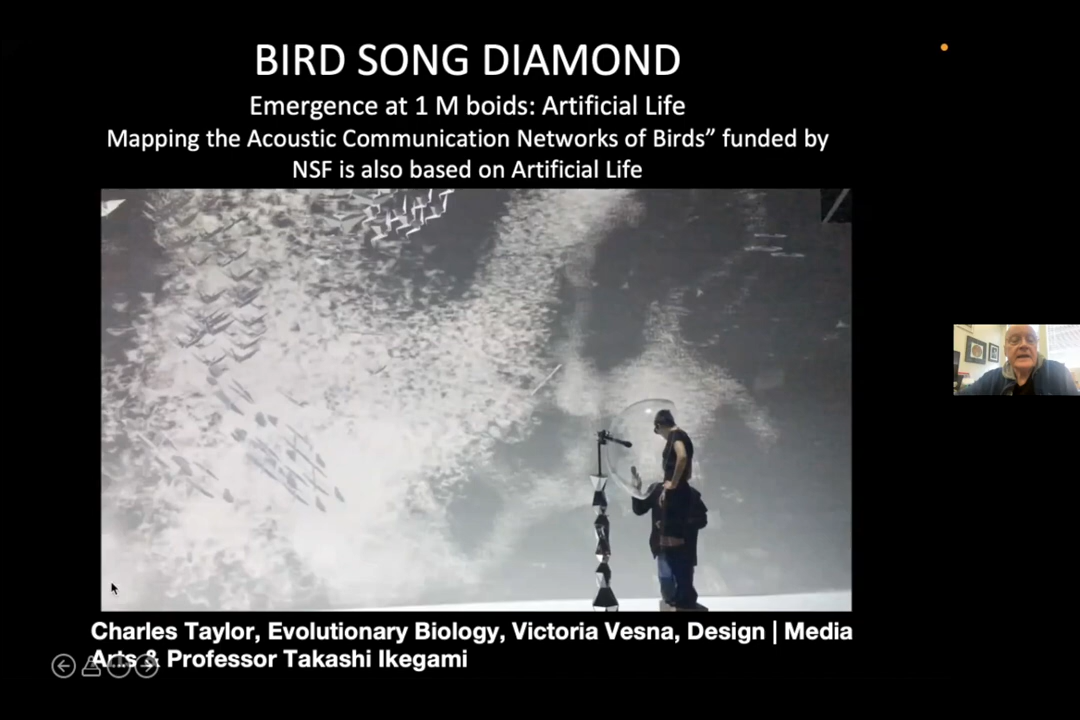 BIRD SONG DIAMOND
Emergence at 1 M boids: Artificial Life
Mapping the Acoustic Communication Networks of Birds” funded by
NSF is also based on Artificial Life
Charles Taylor, Evolutionary Biology, Victoria Vesna, Design | Media
Arts & Professor Takashi Ikegami